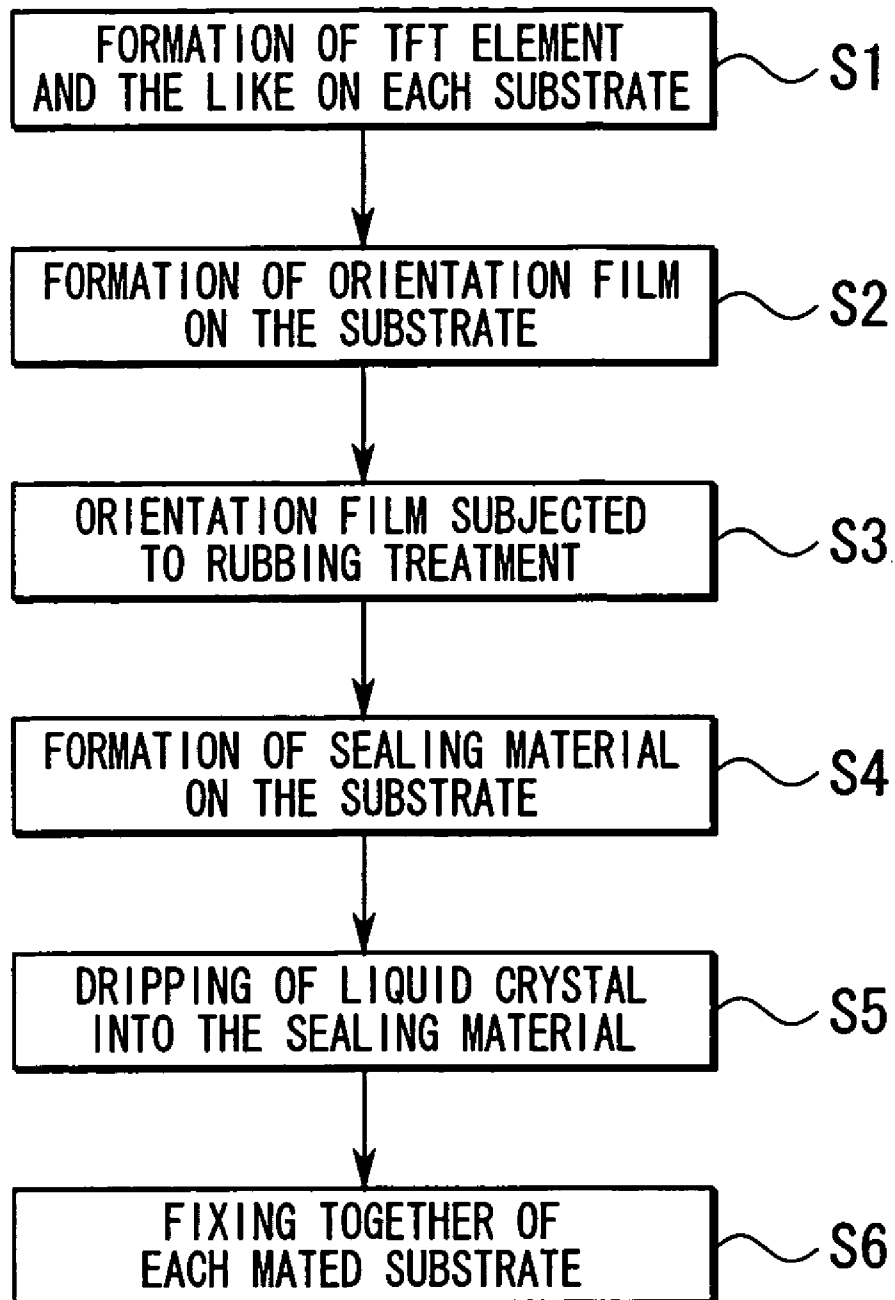 FORMATION OF TFT ELEMENT
AND THE LIKE ON EACH SUBSTRATE
S1
FORMATION OF ORIENTATION FILM
ON THE SUBSTRATE
S2
ORIENTATION FILM SUBJECTED
TO RUBBING TREATMENT
S3
FORMATION OF SEALING MATERIAL
ON THE SUBSTRATE
S4
DRIPPING OF LIQUID CRYSTAL
INTO THE SEALING MATERIAL
S5
FIXING TOGETHER OF
EACH MATED SUBSTRATE
S6